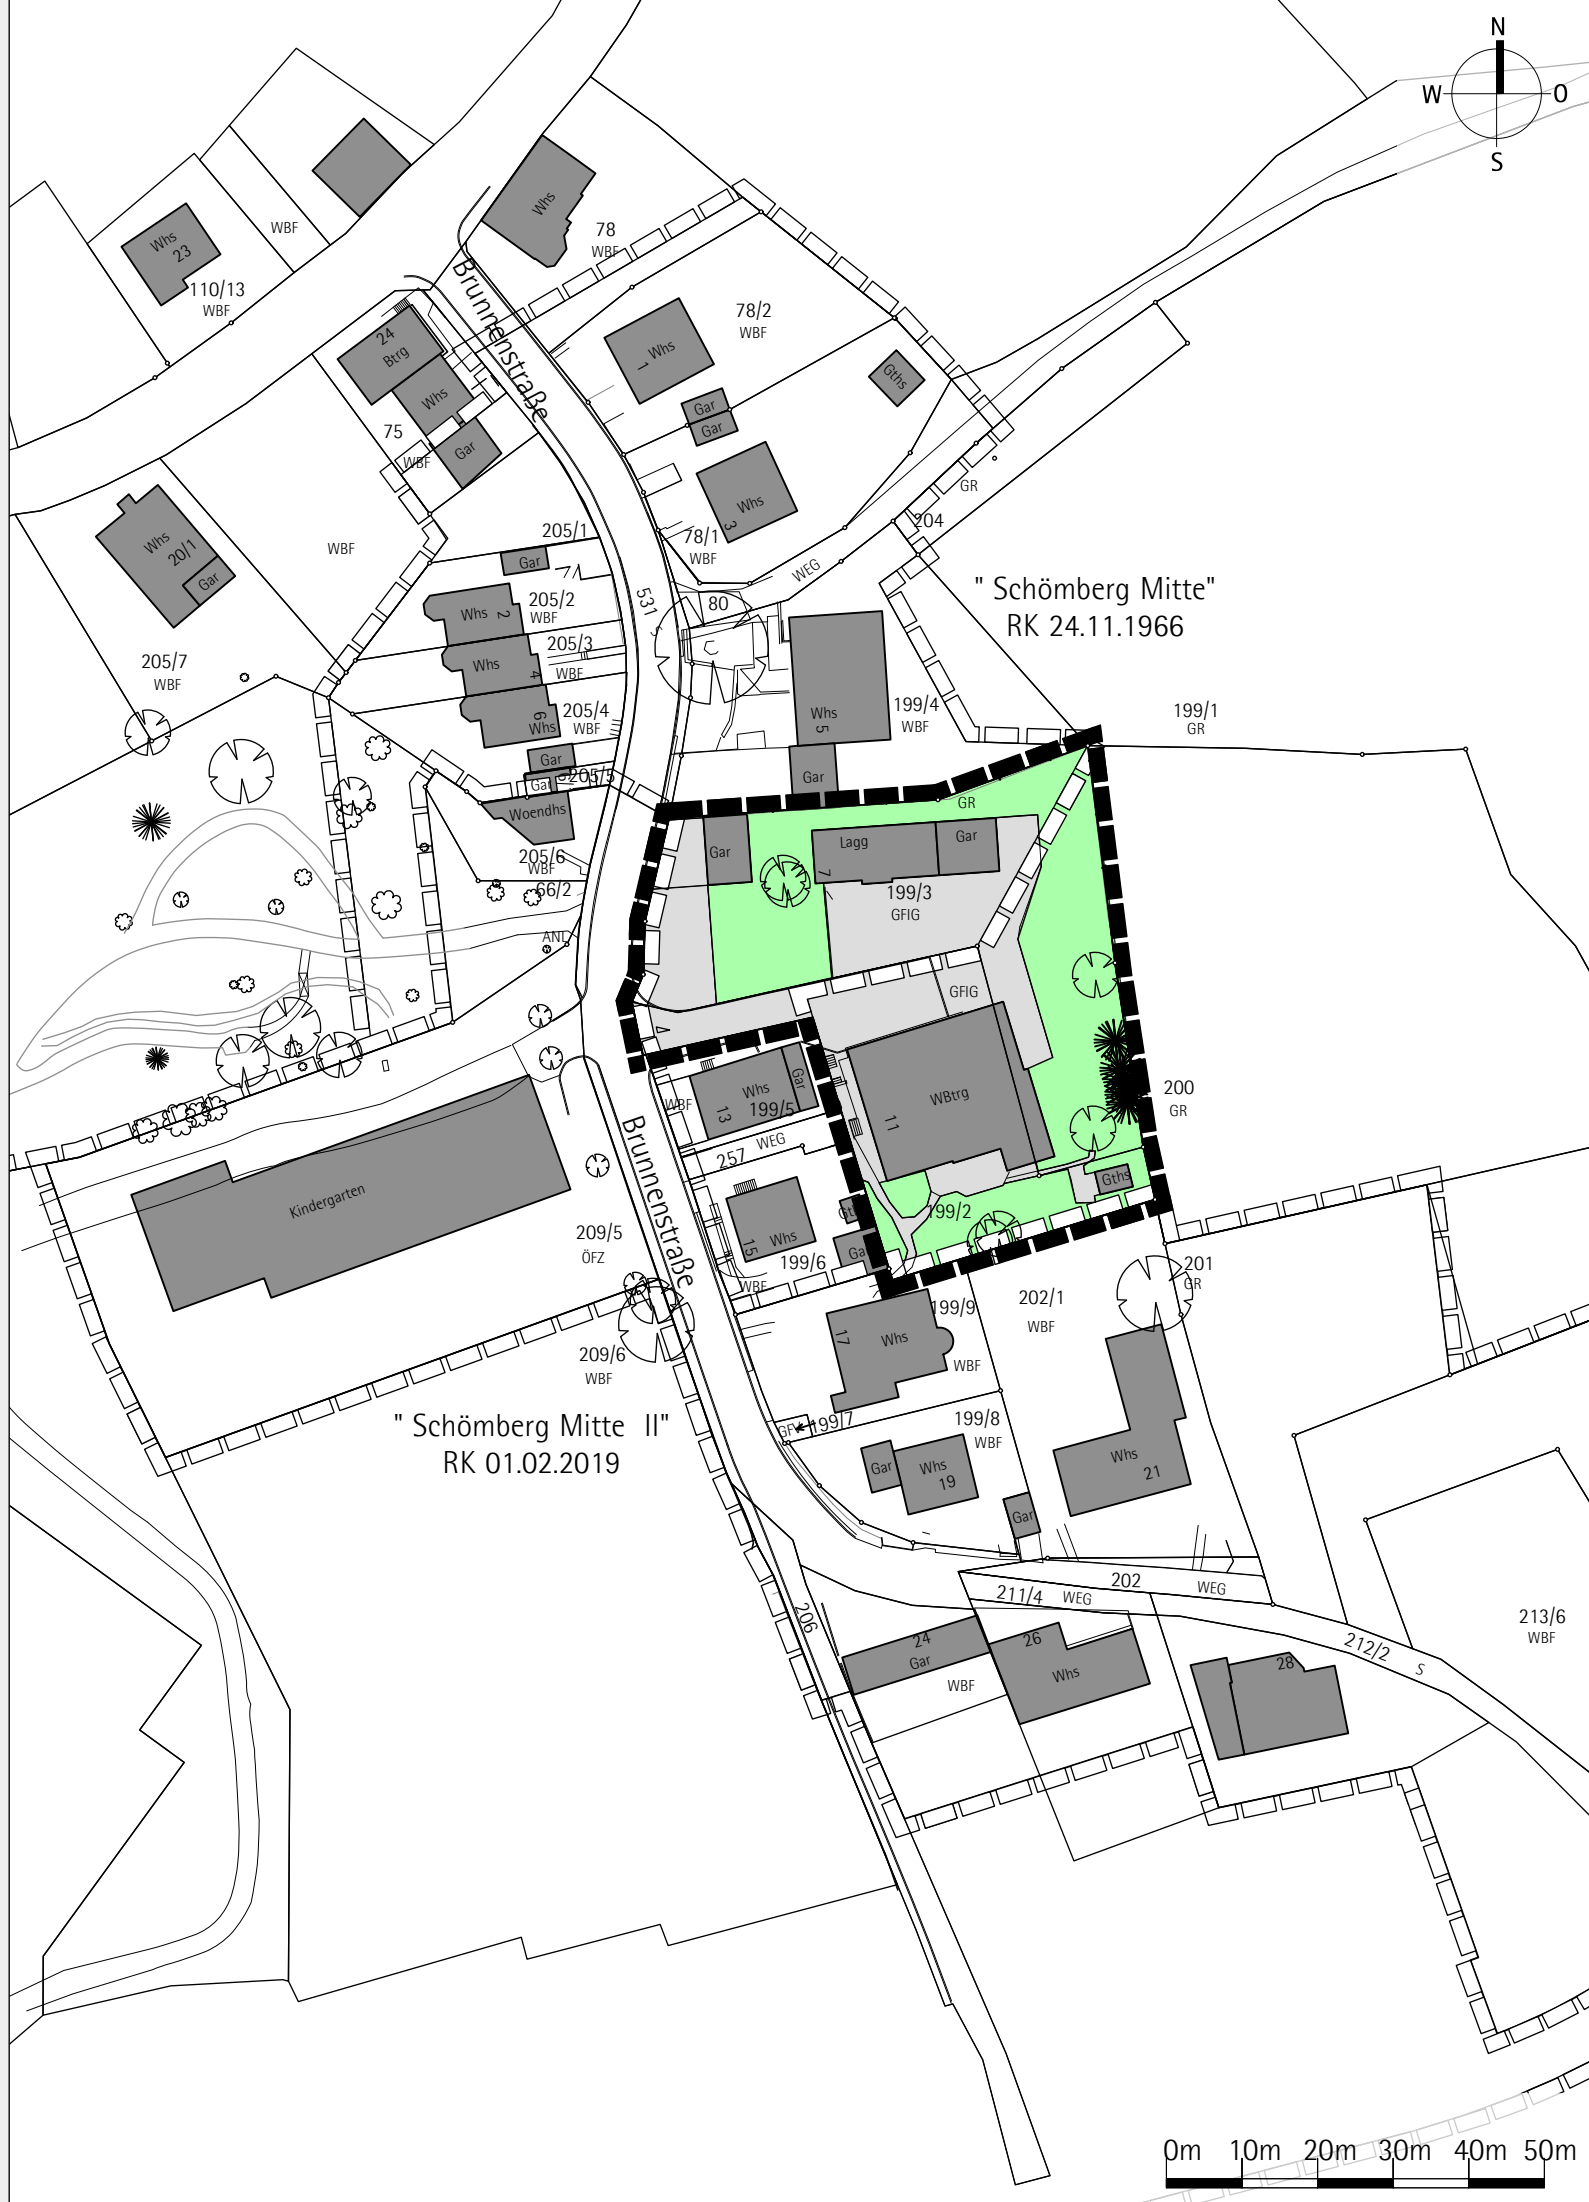 N
W
O
S
Whs
23
110/13
WBF
WBF
Whs
78
WBF
Brunnenstraße
24
Btrg
Whs
Gar
75
WBF
78/2
WBF
Whs
1
Gar
Gar
Gths
Whs
3
78/1
WBF
WEG
GR
204
Whs
20/1
Gar
WBF
205/7
WBF
205/1
Gar
205/2
WBF
Whs
2
205/3
WBF
Whs
4
205/4
WBF
6
Whs
Gar
Gar
205/5
Woendhs
205/6
WBF
66/2
ANL
531
S
80
" Schömberg Mitte"
RK 24.11.1966
Whs
5
Gar
199/4
WBF
199/1
GR
GR
Gar
Lagg
7
Gar
199/3
GFIG
GFIG
WBtrg
11
199/2
Gths
200
GR
WBF
Whs
13
Gar
199/5
257
WEG
Whs
15
199/6
WBF
Ga
Kindergarten
209/5
ÖFZ
Brunnenstraße
209/6
WBF
" Schömberg Mitte II"
RK 01.02.2019
17
Whs
199/9
WBF
202/1
WBF
201
GR
199/7
199/8
WBF
Gar
Whs
19
Gar
Whs
21
202
WEG
211/4
WEG
206
24
Gar
WBF
26
Whs
28
212/2
S
213/6
WBF
0m 10m 20m 30m 40m 50m